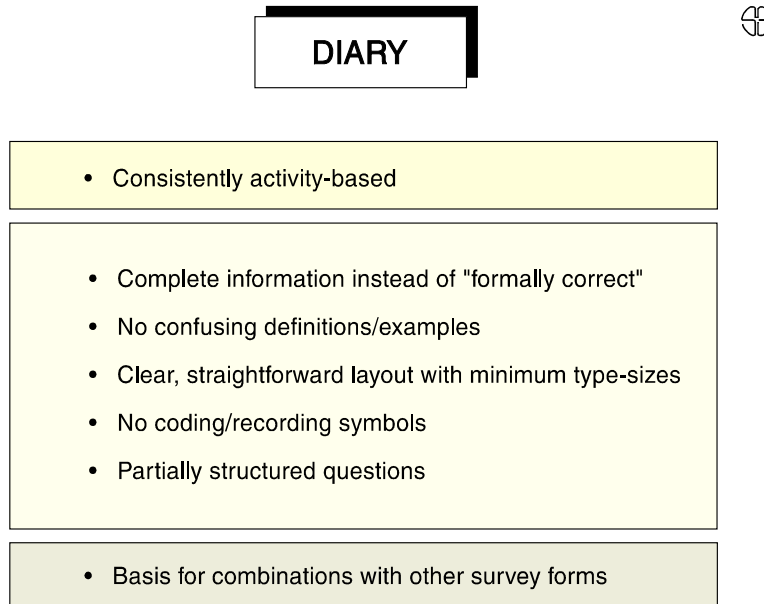 DIARY
• Consistently activity-based
• Complete information instead of "formally correct"
• No confusing definitions/examples
• Clear, straightforward layout with minimum type-sizes
• No coding/recording symbols
• Partially structured questions
• Basis for combinations with other survey forms